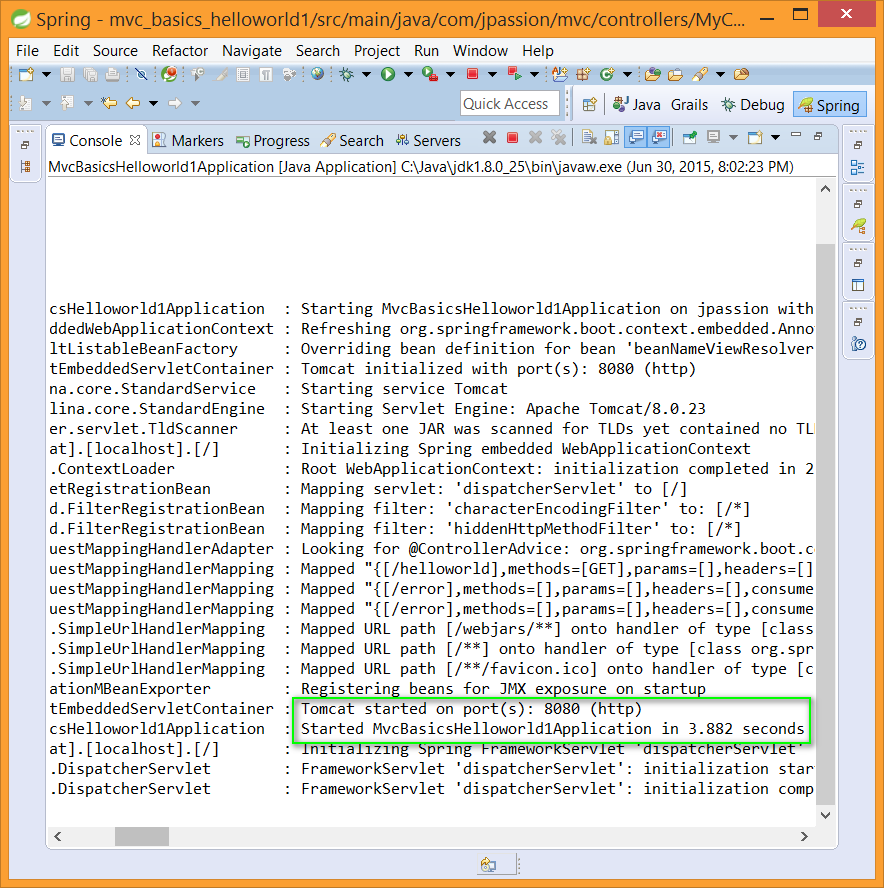 Spring - mvc_basics_helloworld1/src/main/java/com/jpassion/mvc/controllers/MyC...
File Edit Source Refactor Navigate Search Project Run Window Help
Quick Access Java Grails Debug Spring
Console Markers Progress Search Servers
MvcBasicsHelloworld1Application [Java Application] C:\Java\jdk1.8.0_25\bin\javaw.exe (Jun 30, 2015, 8:02:23 PM)
csHelloworld1Application : Starting MvcBasicsHelloworld1Application on jpassion with
ddedWebApplicationContext : Refreshing org.springframework.boot.context.embedded.Anno
ltListableBeanFactory : Overriding bean definition for bean 'beanNameViewResolver
tEmbeddedServletContainer : Tomcat initialized with port(s): 8080 (http)
na.core.StandardService : Starting service Tomcat
lina.core.StandardEngine : Starting Servlet Engine: Apache Tomcat/8.0.23
er.servlet.TldScanner : At least one JAR was scanned for TLDs yet contained no TL
at].[localhost].[/] : Initializing Spring embedded WebApplicationContext
.ContextLoader : Root WebApplicationContext: initialization completed in 2
etRegistrationBean : Mapping servlet: 'dispatcherServlet' to [/]
d.FilterRegistrationBean : Mapping filter: 'characterEncodingFilter' to: [/*]
d.FilterRegistrationBean : Mapping filter: 'hiddenHttpMethodFilter' to: [/*]
uestMappingHandlerAdapter : Looking for @ControllerAdvice: org.springframework.boot.c
uestMappingHandlerMapping : Mapped "{[/helloworld],methods=[GET],params=[],headers=[]
uestMappingHandlerMapping : Mapped "{[/error],methods=[],params=[],headers=[],consume
uestMappingHandlerMapping : Mapped "{[/error],methods=[],params=[],headers=[],consume
.SimpleUrlHandlerMapping : Mapped URL path [/webjars/**] onto handler of type [class
.SimpleUrlHandlerMapping : Mapped URL path [/**] onto handler of type [class org.spr
.SimpleUrlHandlerMapping : Mapped URL path [/**/favicon.ico] onto handler of type [c
ationMBeanExporter : Registering beans for JMX exposure on startup
tEmbeddedServletContainer : Tomcat started on port(s): 8080 (http)
csHelloworld1Application : Started MvcBasicsHelloworld1Application in 3.882 seconds
at].[localhost].[/] : Initializing Spring FrameworkServlet 'dispatcherServlet'
.DispatcherServlet : FrameworkServlet 'dispatcherServlet': initialization star
.DispatcherServlet : FrameworkServlet 'dispatcherServlet': initialization comp